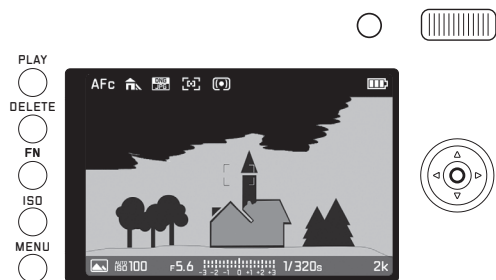 PLAY
DELETE
FN
ISO
MENU
AFc DNG JPG
AUTO ISO 100 F5.6 -3 -2 -1 0 +1 +2 +3 1/320s 2k